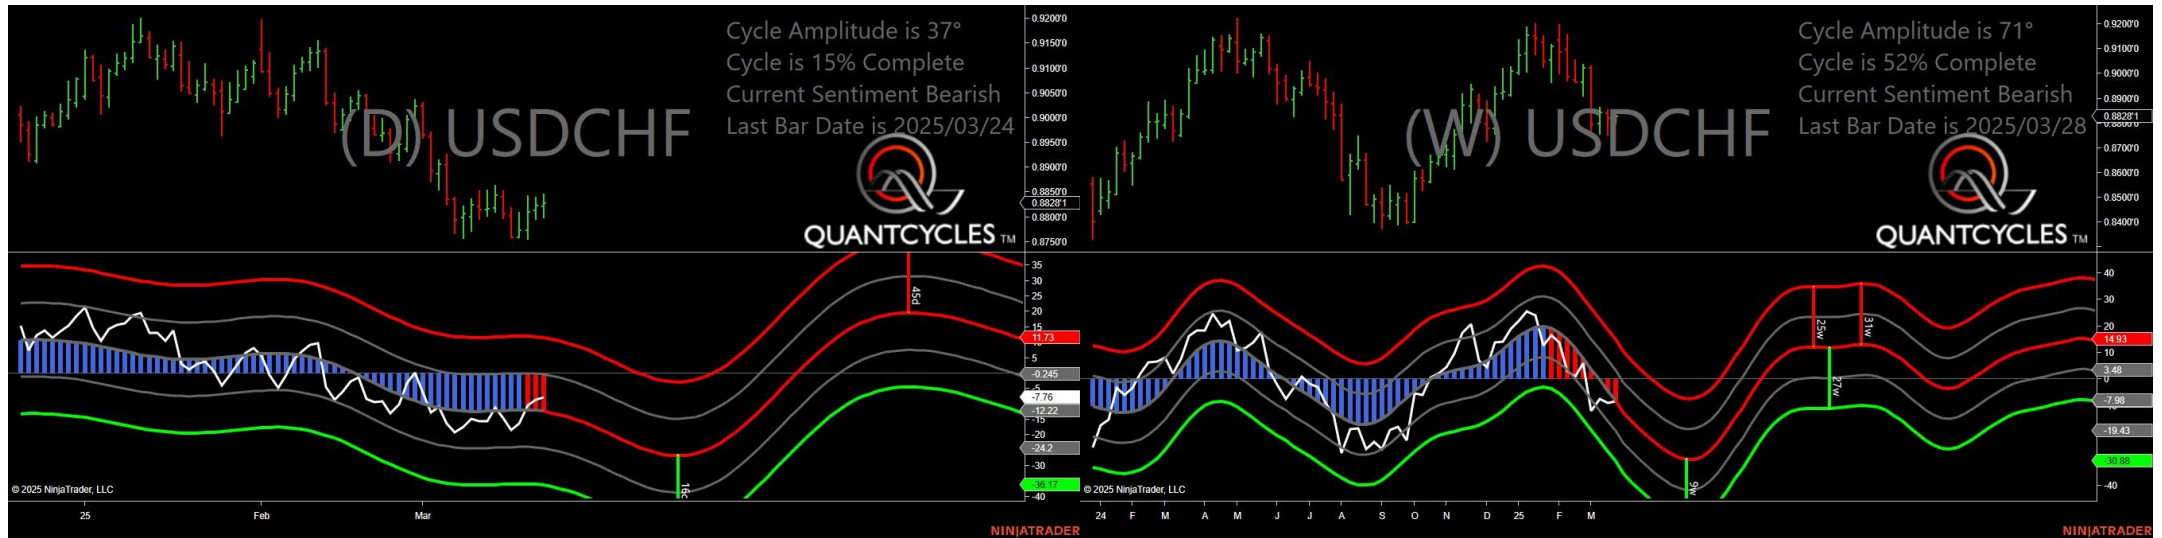 Cycle Amplitude is 37°
Cycle is 15% Complete
Current Sentiment Bearish
Last Bar Date is 2025/03/24
(D) USDCHF
QUANTCYCLES TM
0.9200'0
0.9150'0
0.9100'0
0.9050'0
0.9000'0
0.8950'0
0.8900'0
0.8850'0
0.8828'1
0.8800'0
0.8750'0
45d
16d
35
30
25
20
15
11.73
5
-0.245
-5
-7.76
-12.22
-15
-20
-24.2
-30
-36.17
-40
© 2025 NinjaTrader, LLC
25 Feb Mar
NINJATRADER
Cycle Amplitude is 71°
Cycle is 52% Complete
Current Sentiment Bearish
Last Bar Date is 2025/03/28
(W) USDCHF
QUANTCYCLES TM
0.9200'0
0.9100'0
0.9000'0
0.8900'0
0.8828'1
0.8800'0
0.8700'0
0.8600'0
0.8500'0
0.8400'0
25w
31w
27w
9w
40
30
20
14.93
10
3.48
0
-7.98
-19.43
-30.88
-40
© 2025 NinjaTrader, LLC
24 F M A M J J A S O N D 25 F M
NINJATRADER